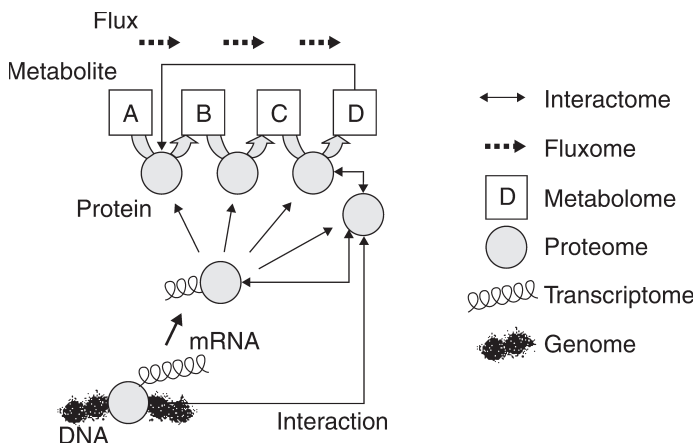 Flux
Metabolite
A
B
C
D
Protein
mRNA
DNA
Interaction
Interactome
Fluxome
D
Metabolome
Proteome
Transcriptome
Genome